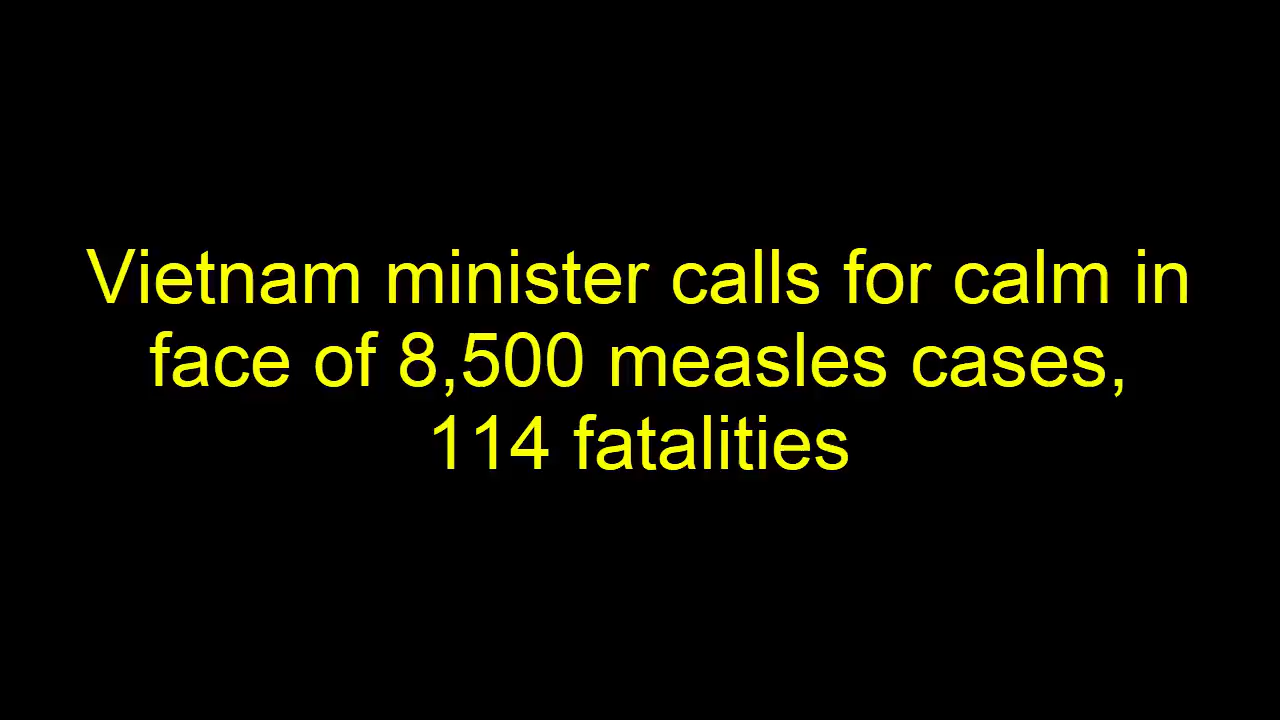 Vietnam minister calls for calm in
face of 8,500 measles cases,
114 fatalities